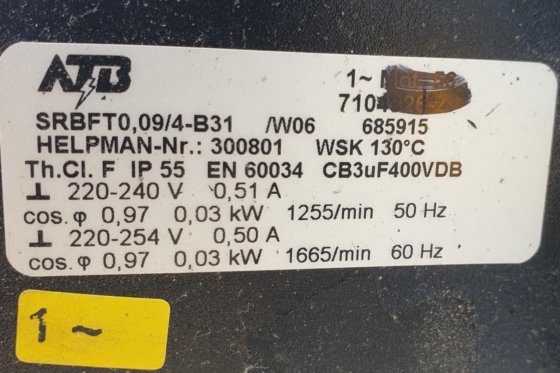 ATB
1~
SRBFT0,09/4-B31 /W06 685915
HELPMAN-Nr.: 300801 WSK 130°C
Th.Cl. F IP 55 EN 60034 CB3uF400VDB
⊥ 220-240 V 0,51 A
cos. φ 0,97 0,03 kW 1255/min 50 Hz
⊥ 220-254 V 0,50 A
cos. φ 0,97 0,03 kW 1665/min 60 Hz
1 ~